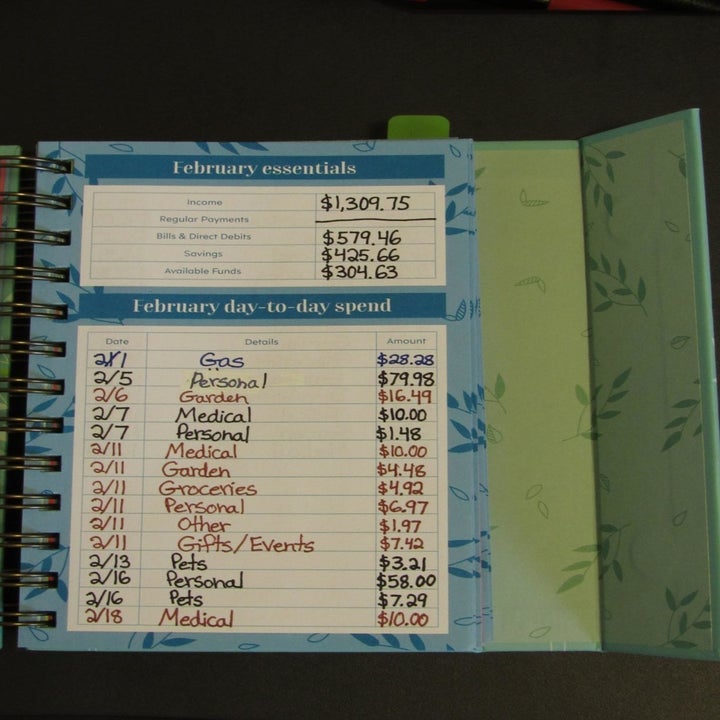 February essentials
Income $1,309.75
Regular Payments
Bills & Direct Debits $579.46
Savings $425.66
Available Funds $304.63
February day-to-day spend
Date Details Amount
2/1 Gas $28.28
2/5 Personal $79.98
2/6 Garden $16.49
2/7 Medical $10.00
2/7 Personal $1.48
2/11 Medical $10.00
2/11 Garden $4.48
2/11 Groceries $4.92
2/11 Personal $6.97
2/11 Other $1.97
2/11 Gifts/Events $7.42
2/13 Pets $3.21
2/16 Personal $58.00
2/16 Pets $7.29
2/18 Medical $10.00